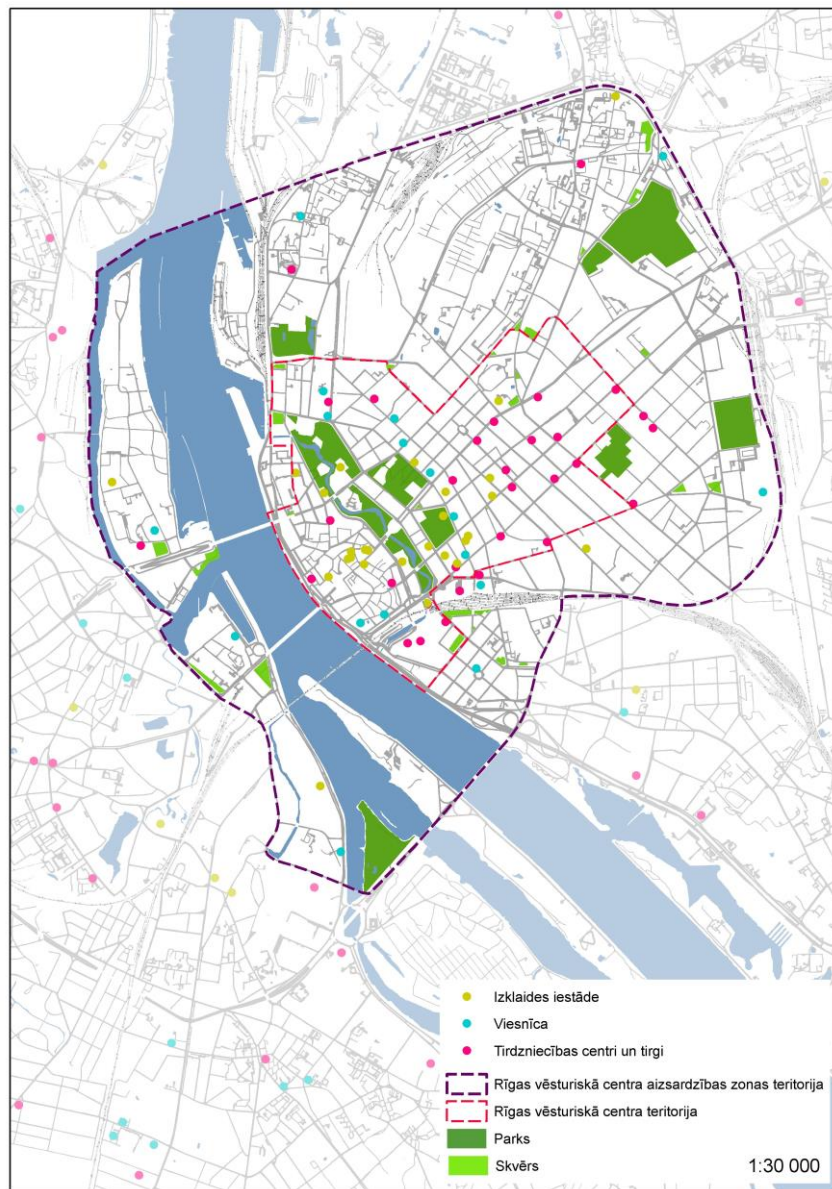 Izklaides iestāde
Viesnīca
Tirdzniecības centri un tirgi
Rīgas vēsturiskā centra aizsardzības zonas teritorija
Rīgas vēsturiskā centra teritorija
Parks
Skvērs
1:30 000